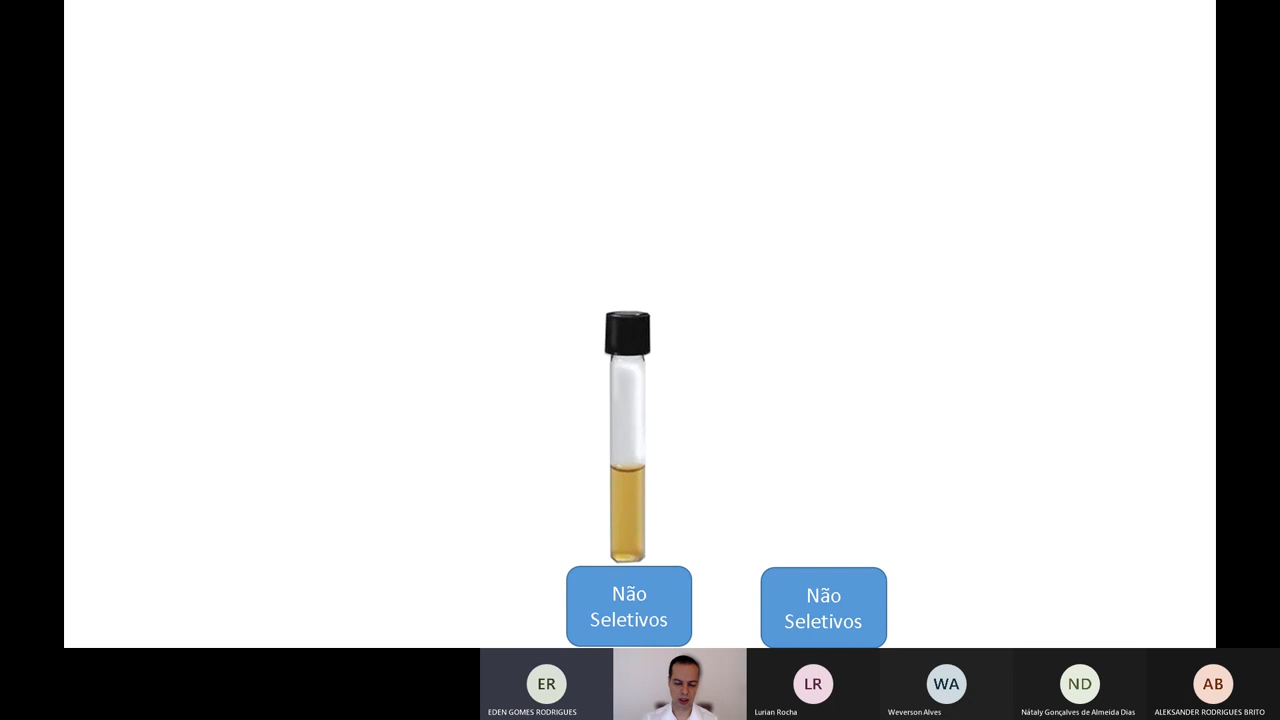 Não
Seletivos
Não
Seletivos
ER
LR
WA
ND
AB
EDEN GOMES RODRIGUES
Lurian Rocha
Weverson Alves
Nátaly Gonçalves de Almeida Dias
ALEKSANDER RODRIGUES BRITO